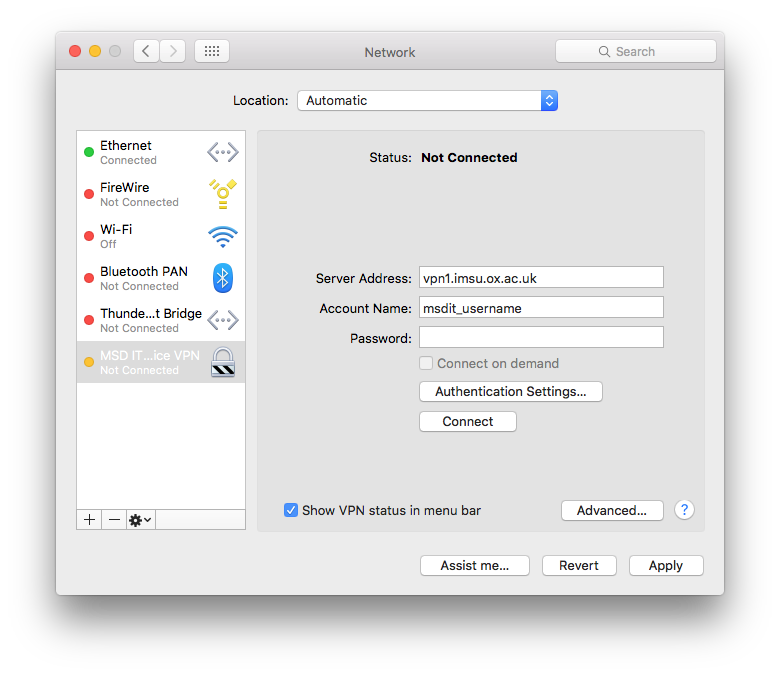 Network
Search
Location: Automatic
Ethernet
Connected
FireWire
Not Connected
Wi-Fi
Off
Bluetooth PAN
Not Connected
Thunde...t Bridge
Not Connected
MSD IT...ice VPN
Not Connected
Status: Not Connected
Server Address: vpn1.imsu.ox.ac.uk
Account Name: msdit_username
Password:
Connect on demand
Authentication Settings...
Connect
Show VPN status in menu bar
Advanced...
?
Assist me...
Revert
Apply